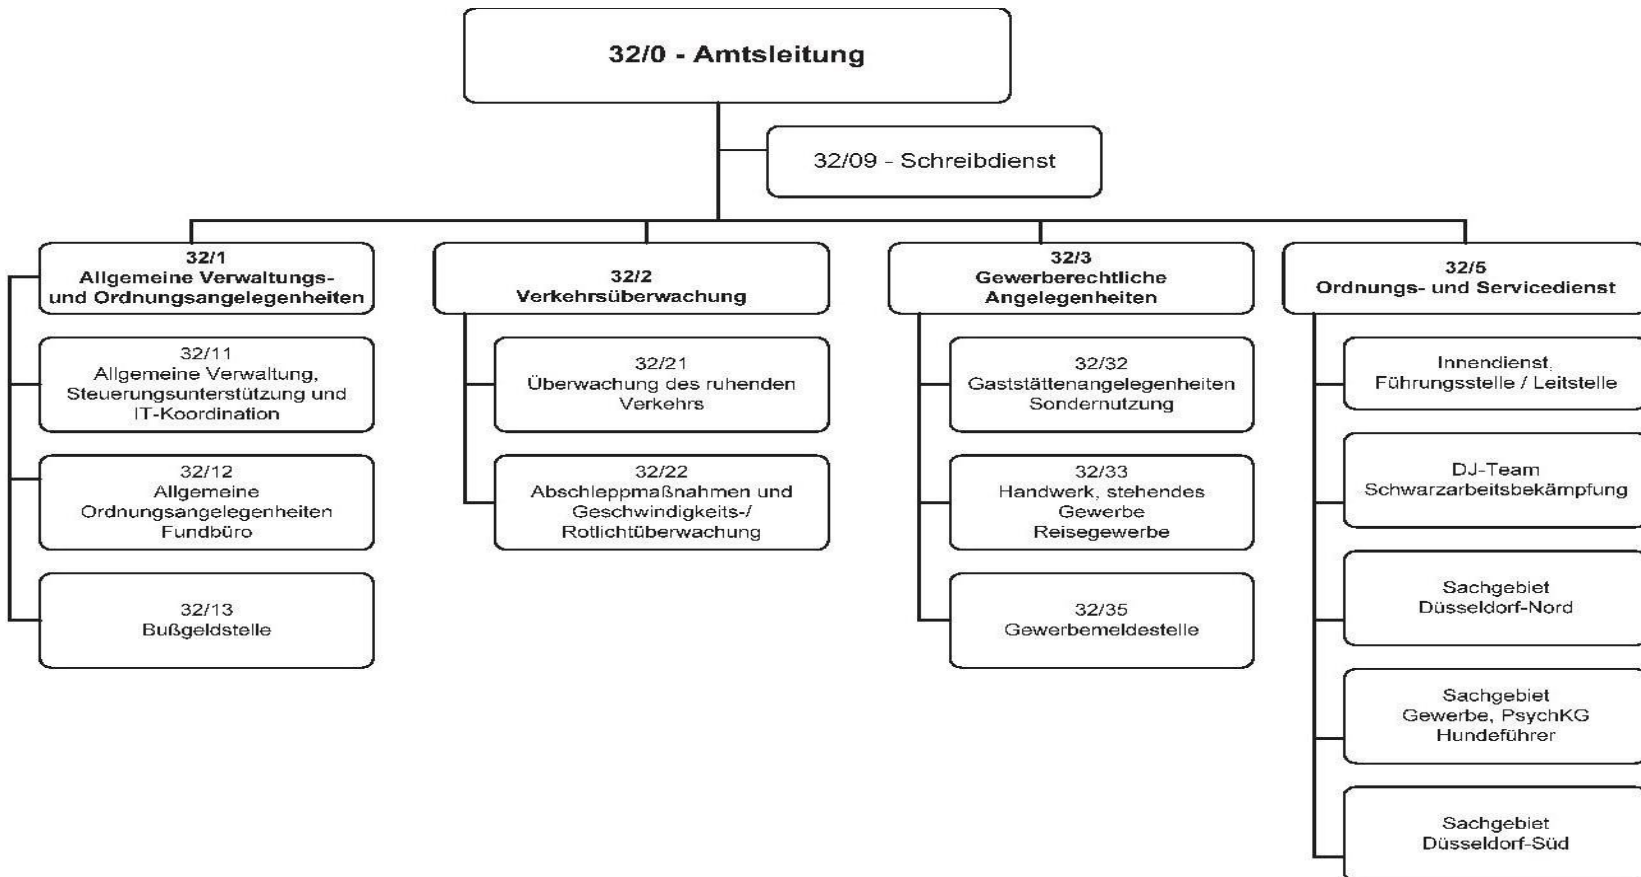 32/0 - Amtsleitung
32/09 - Schreibdienst
32/1
Allgemeine Verwaltungs-
und Ordnungsangelegenheiten
32/11
Allgemeine Verwaltung,
Steuerungsunterstützung und
IT-Koordination
32/12
Allgemeine
Ordnungsangelegenheiten
Fundbüro
32/13
Bußgeldstelle
32/2
Verkehrsüberwachung
32/21
Überwachung des ruhenden
Verkehrs
32/22
Abschleppmaßnahmen und
Geschwindigkeits-/
Rotlichtüberwachung
32/3
Gewerberechtliche
Angelegenheiten
32/32
Gaststättenangelegenheiten
Sondernutzung
32/33
Handwerk, stehendes
Gewerbe
Reisegewerbe
32/35
Gewerbemeldestelle
32/5
Ordnungs- und Servicedienst
Innendienst,
Führungsstelle / Leitstelle
DJ-Team
Schwarzarbeitsbekämpfung
Sachgebiet
Düsseldorf-Nord
Sachgebiet
Gewerbe, PsychKG
Hundeführer
Sachgebiet
Düsseldorf-Süd